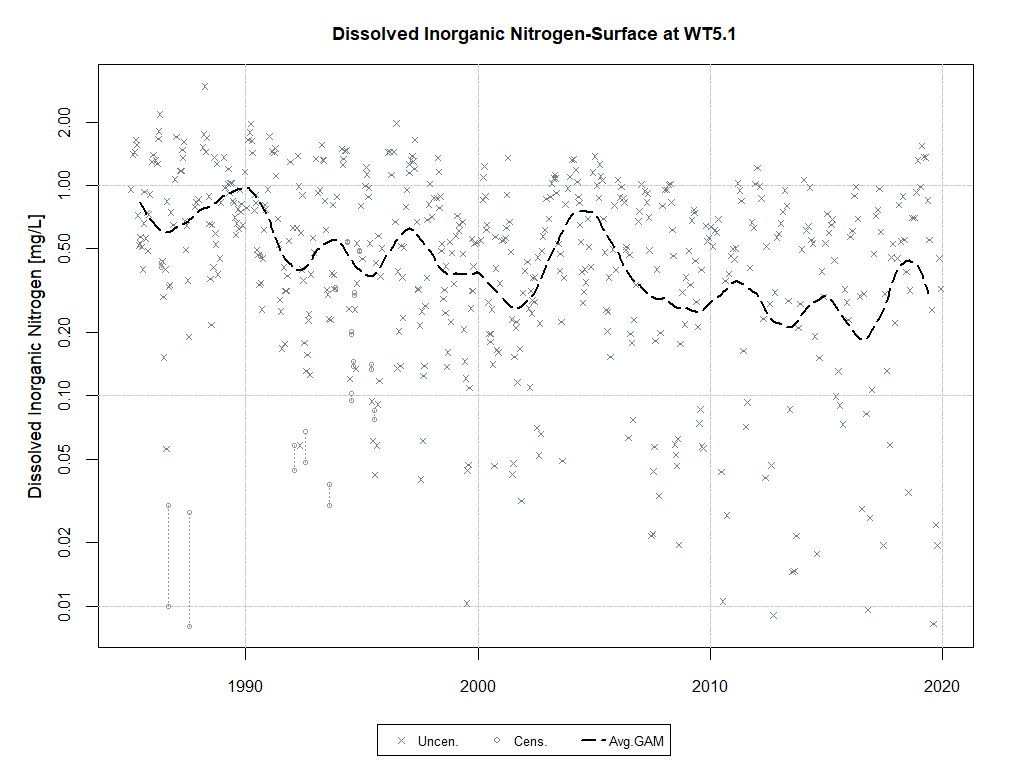 Dissolved Inorganic Nitrogen-Surface at WT5.1
Dissolved Inorganic Nitrogen [mg/L]
2.00
1.00
0.50
0.20
0.10
0.05
0.02
0.01
1990
2000
2010
2020
Uncen.
Cens.
Avg.GAM